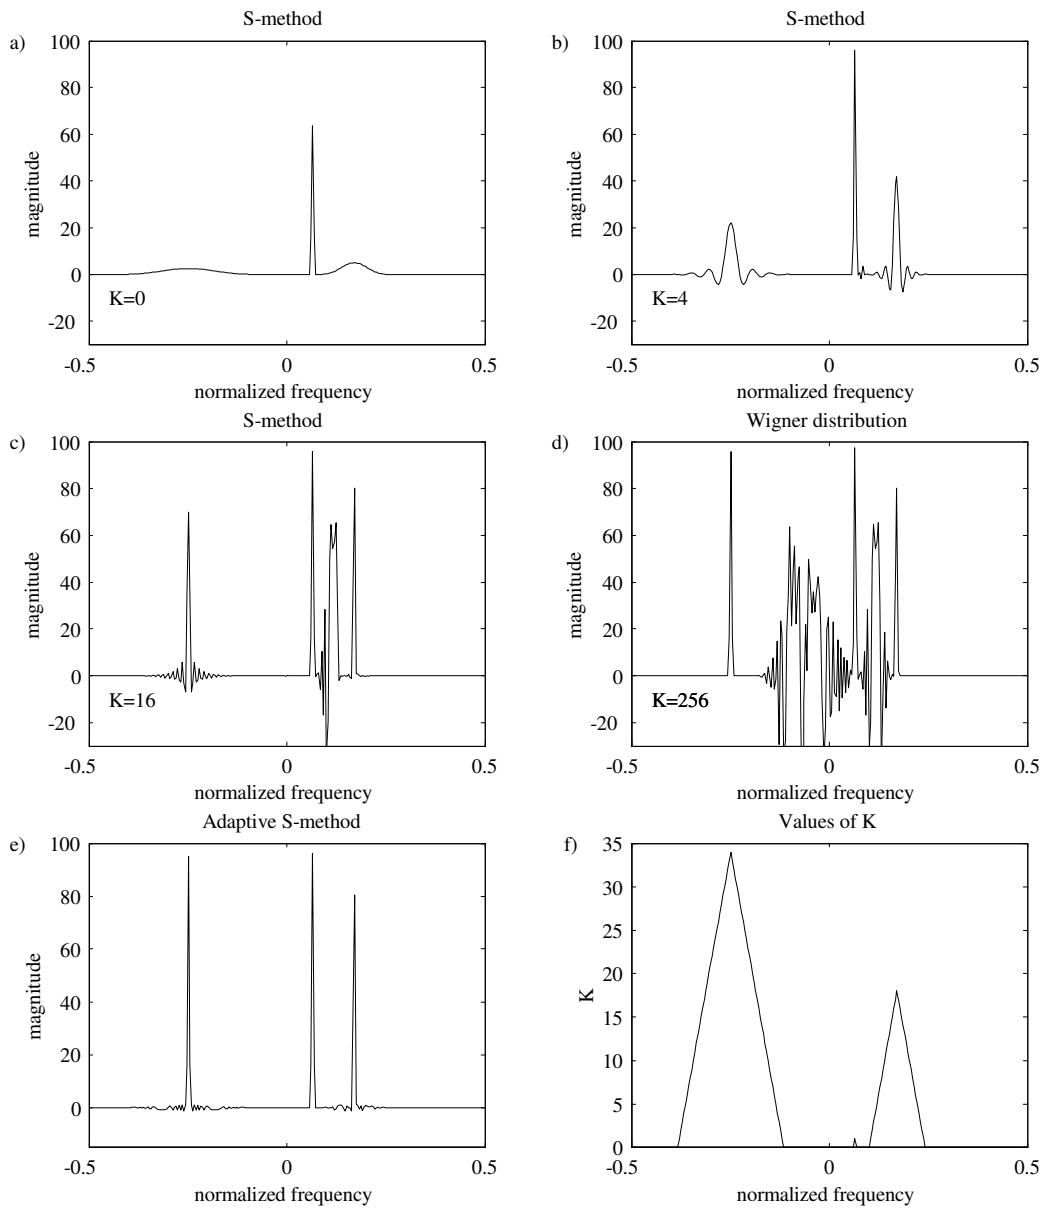 S-method
a)
100
80
60
40
20
0
-20
magnitude
K=0
-0.5
0
0.5
normalized frequency
S-method
b)
100
80
60
40
20
0
-20
magnitude
K=4
-0.5
0
0.5
normalized frequency
S-method
c)
100
80
60
40
20
0
-20
magnitude
K=16
-0.5
0
0.5
normalized frequency
Wigner distribution
d)
100
80
60
40
20
0
-20
magnitude
K=256
-0.5
0
0.5
normalized frequency
Adaptive S-method
e)
100
80
60
40
20
0
magnitude
-0.5
0
0.5
normalized frequency
Values of K
f)
35
30
25
20
15
10
5
0
K
-0.5
0
0.5
normalized frequency